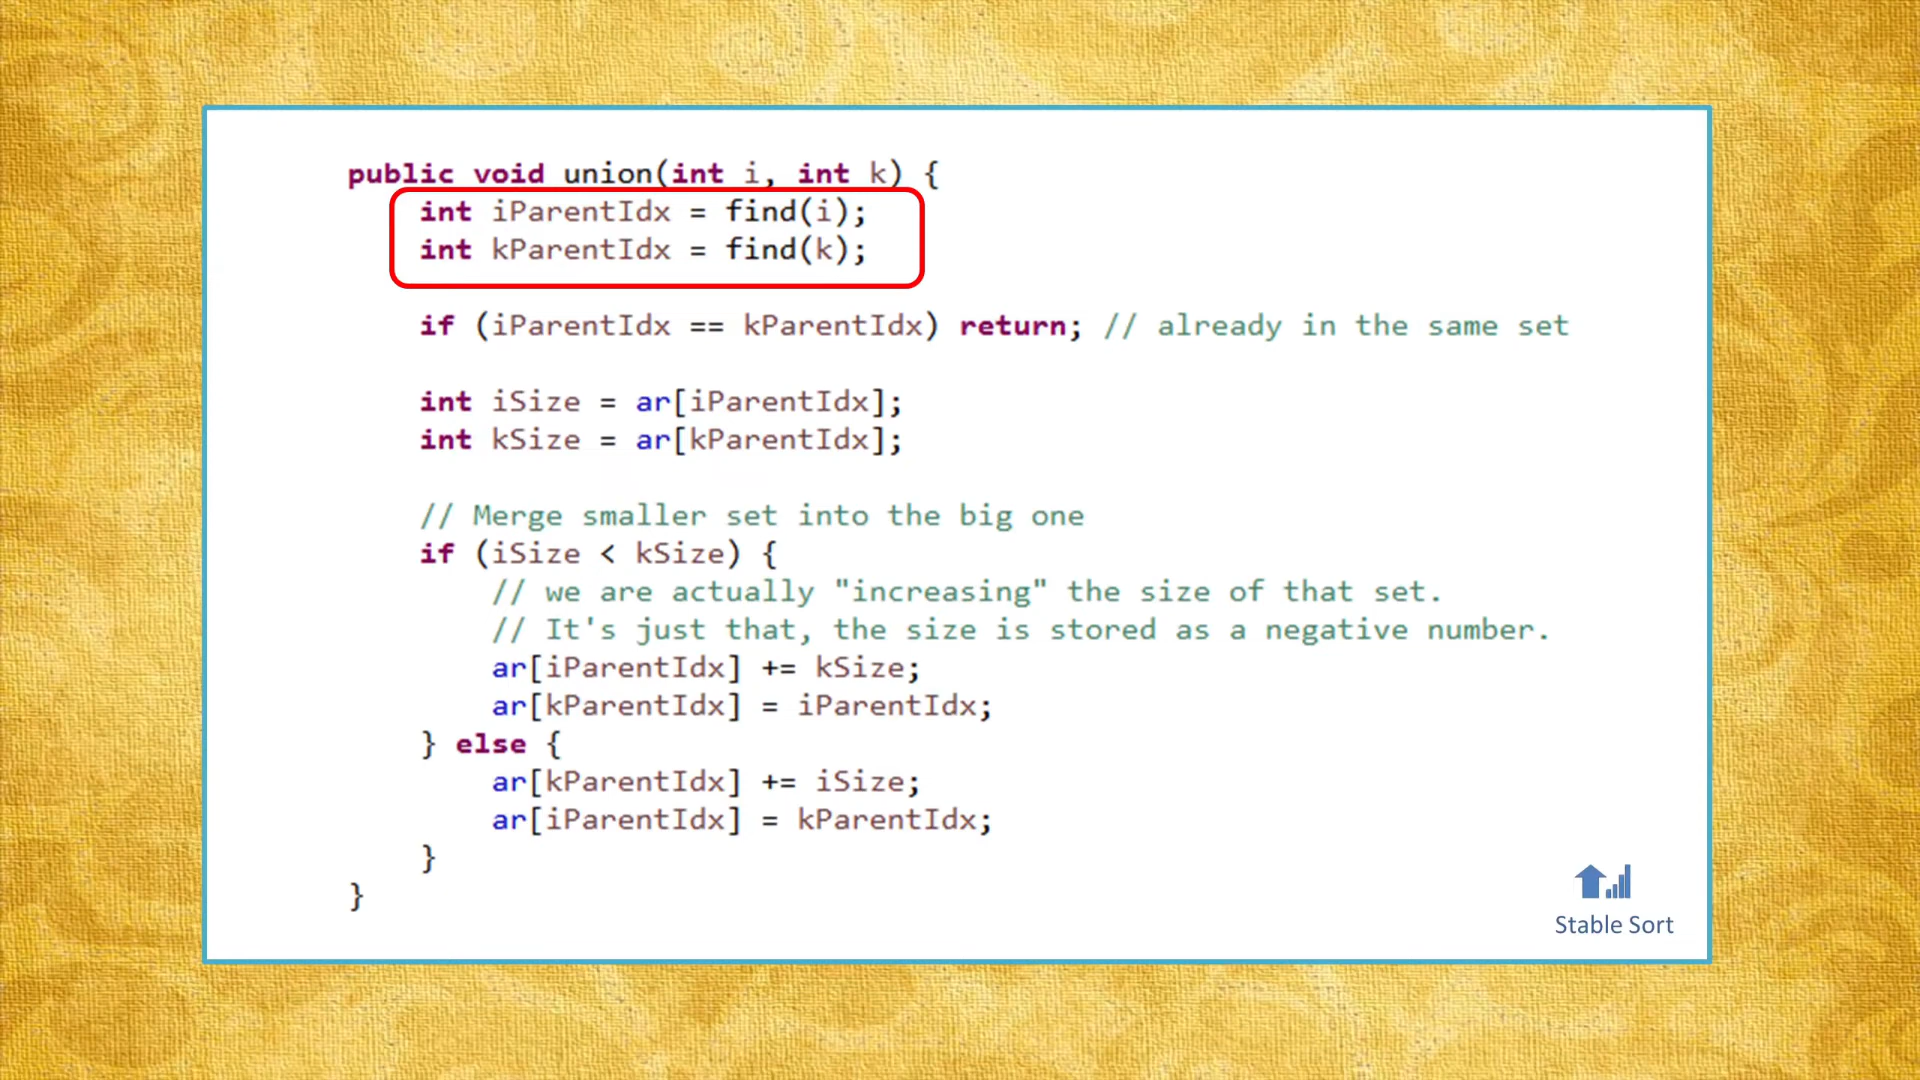 public void union(int i, int k) {
int iParentIdx = find(i);
int kParentIdx = find(k);
if (iParentIdx == kParentIdx) return; // already in the same set
int iSize = ar[iParentIdx];
int kSize = ar[kParentIdx];
// Merge smaller set into the big one
if (iSize < kSize) {
// we are actually "increasing" the size of that set.
// It's just that, the size is stored as a negative number.
ar[iParentIdx] += kSize;
ar[kParentIdx] = iParentIdx;
} else {
ar[kParentIdx] += iSize;
ar[iParentIdx] = kParentIdx;
}
}
Stable Sort